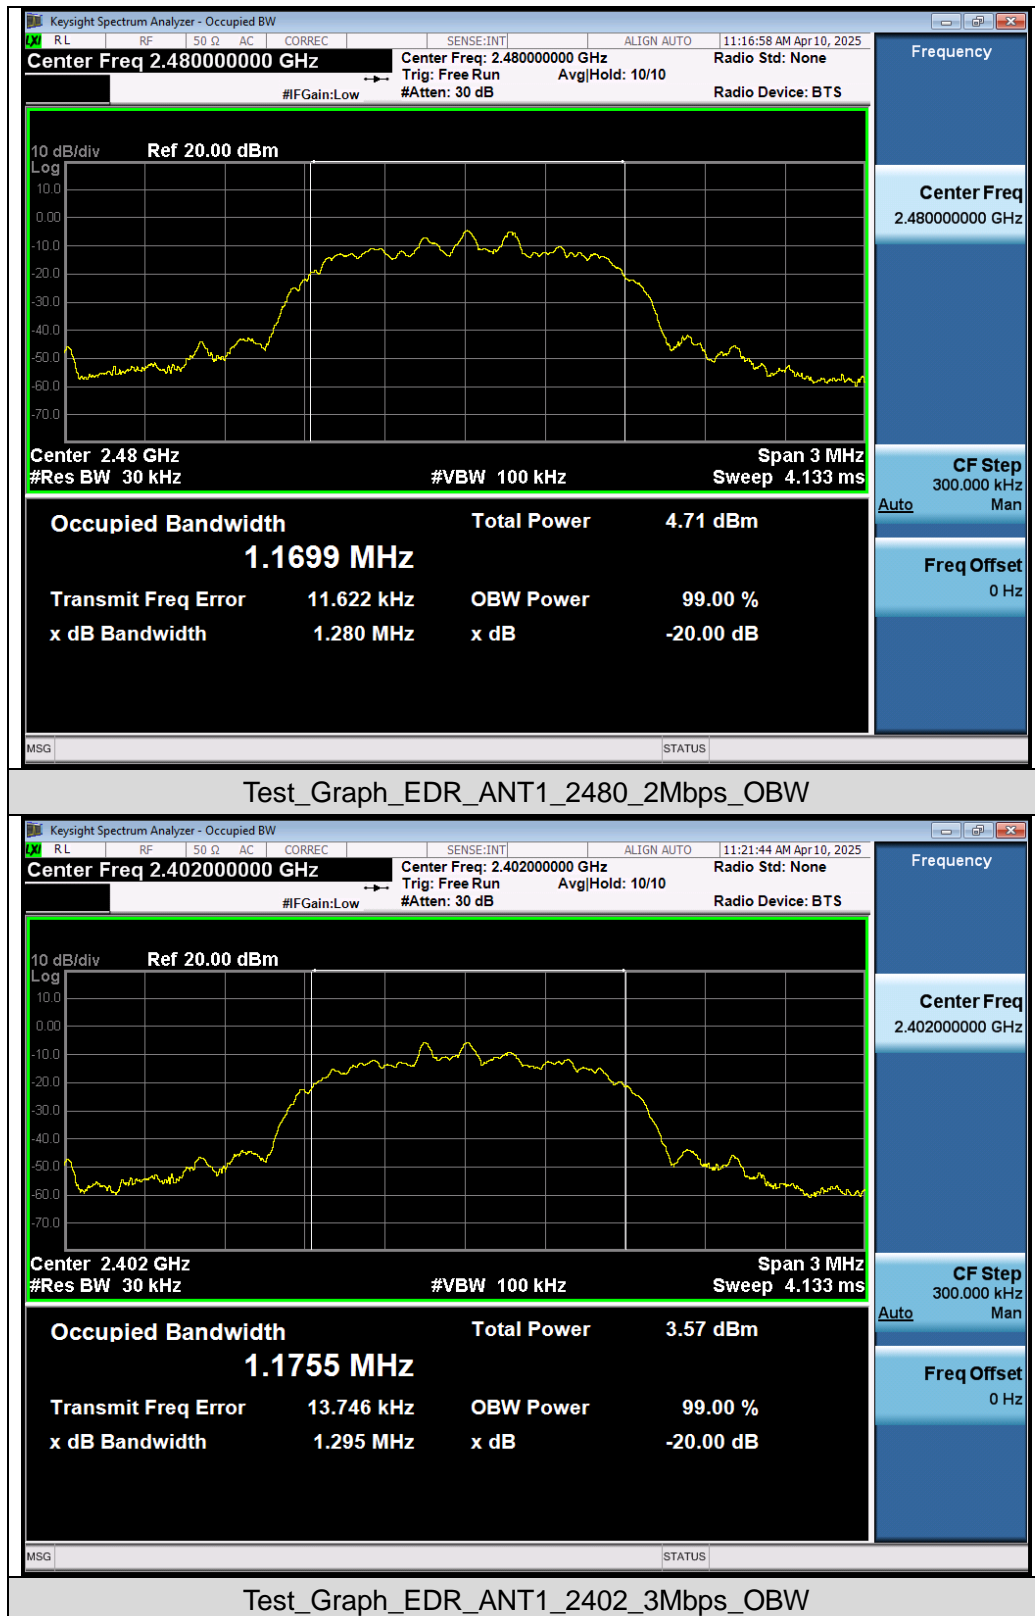 Keysight Spectrum Analyzer - Occupied BW
LXI RL RF 50 Ω AC CORREC SENSE:INT ALIGN AUTO 11:16:58 AM Apr 10, 2025
Center Freq 2.480000000 GHz
Center Freq: 2.480000000 GHz
Radio Std: None
Trig: Free Run Avg|Hold: 10/10
#IFGain:Low
#Atten: 30 dB
Radio Device: BTS
Frequency
10 dB/div Ref 20.00 dBm
Log
10.0
0.00
-10.0
-20.0
-30.0
-40.0
-50.0
-60.0
-70.0
Center 2.48 GHz Span 3 MHz
#Res BW 30 kHz #VBW 100 kHz Sweep 4.133 ms
Center Freq
2.480000000 GHz
CF Step
300.000 kHz
Auto Man
Freq Offset
0 Hz
Occupied Bandwidth Total Power 4.71 dBm
1.1699 MHz
Transmit Freq Error 11.622 kHz OBW Power 99.00 %
x dB Bandwidth 1.280 MHz x dB -20.00 dB
MSG STATUS
Test_Graph_EDR_ANT1_2480_2Mbps_OBW
Keysight Spectrum Analyzer - Occupied BW
LXI RL RF 50 Ω AC CORREC SENSE:INT ALIGN AUTO 11:21:44 AM Apr 10, 2025
Center Freq 2.402000000 GHz
Center Freq: 2.402000000 GHz
Radio Std: None
Trig: Free Run Avg|Hold: 10/10
#IFGain:Low
#Atten: 30 dB
Radio Device: BTS
Frequency
10 dB/div Ref 20.00 dBm
Log
10.0
0.00
-10.0
-20.0
-30.0
-40.0
-50.0
-60.0
-70.0
Center 2.402 GHz Span 3 MHz
#Res BW 30 kHz #VBW 100 kHz Sweep 4.133 ms
Center Freq
2.402000000 GHz
CF Step
300.000 kHz
Auto Man
Freq Offset
0 Hz
Occupied Bandwidth Total Power 3.57 dBm
1.1755 MHz
Transmit Freq Error 13.746 kHz OBW Power 99.00 %
x dB Bandwidth 1.295 MHz x dB -20.00 dB
MSG STATUS
Test_Graph_EDR_ANT1_2402_3Mbps_OBW